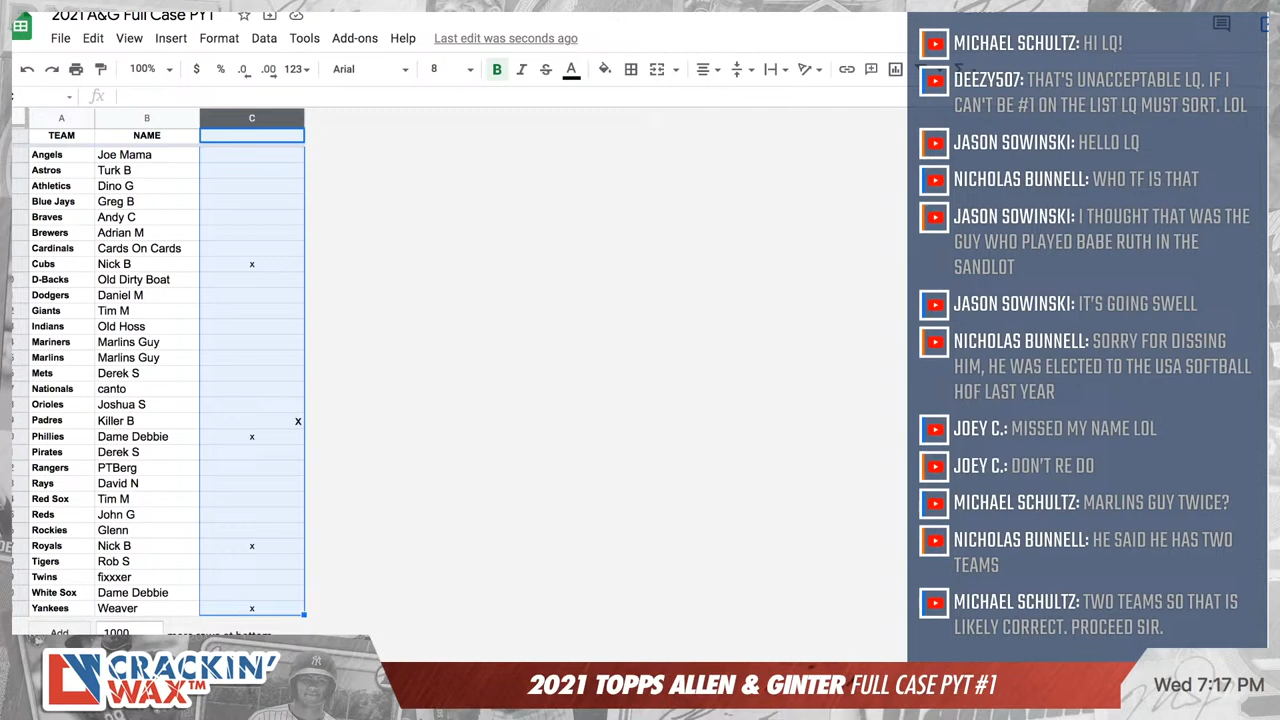 2021 A&G Full Case PYT
File Edit View Insert Format Data Tools Add-ons Help Last edit was seconds ago
100% $ % .0 .00 123 Arial 8 B I S A
fx
A B C
TEAM NAME
Angels Joe Mama
Astros Turk B
Athletics Dino G
Blue Jays Greg B
Braves Andy C
Brewers Adrian M
Cardinals Cards On Cards
Cubs Nick B x
D-Backs Old Dirty Boat
Dodgers Daniel M
Giants Tim M
Indians Old Hoss
Mariners Marlins Guy
Marlins Marlins Guy
Mets Derek S
Nationals canto
Orioles Joshua S
Padres Killer B x
Phillies Dame Debbie x
Pirates Derek S
Rangers PTBerg
Rays David N
Red Sox Tim M
Reds John G
Rockies Glenn
Royals Nick B x
Tigers Rob S
Twins fixxxer
White Sox Dame Debbie
Yankees Weaver x
Add 1000 more rows at bottom
MICHAEL SCHULTZ: HI LQ!
DEEZY507: THAT'S UNACCEPTABLE LQ. IF I
CAN'T BE #1 ON THE LIST LQ MUST SORT. LOL
JASON SOWINSKI: HELLO LQ
NICHOLAS BUNNELL: WHO TF IS THAT
JASON SOWINSKI: I THOUGHT THAT WAS THE
GUY WHO PLAYED BABE RUTH IN THE
SANDLOT
JASON SOWINSKI: IT'S GOING SWELL
NICHOLAS BUNNELL: SORRY FOR DISSING
HIM, HE WAS ELECTED TO THE USA SOFTBALL
HOF LAST YEAR
JOEY C.: MISSED MY NAME LOL
JOEY C.: DON'T RE DO
MICHAEL SCHULTZ: MARLINS GUY TWICE?
NICHOLAS BUNNELL: HE SAID HE HAS TWO
TEAMS
MICHAEL SCHULTZ: TWO TEAMS SO THAT IS
LIKELY CORRECT. PROCEED SIR.
CRACKIN'
WAX™
2021 TOPPS ALLEN & GINTER FULL CASE PYT #1
Wed 7:17 PM